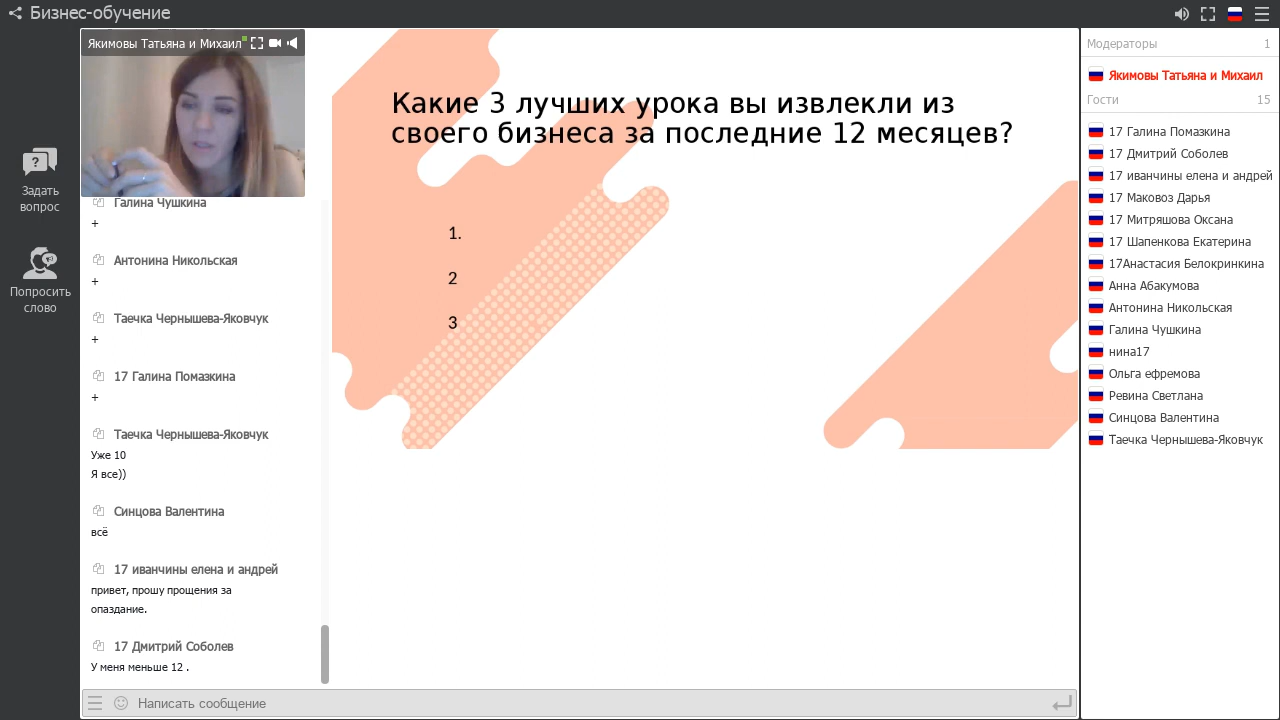 Бизнес-обучение
Задать
вопрос
Попросить
слово
Якимовы Татьяна и Михаил
Галина Чушкина
+
Антонина Никольская
+
Таечка Чернышева-Яковчук
+
17 Галина Помазкина
+
Таечка Чернышева-Яковчук
Уже 10
Я все))
Синцова Валентина
всё
17 иванчины елена и андрей
привет, прошу прощения за
опаздание.
17 Дмитрий Соболев
У меня меньше 12 .
Написать сообщение
Какие 3 лучших урока вы извлекли из
своего бизнеса за последние 12 месяцев?
1.
2
3
Модераторы 1
Якимовы Татьяна и Михаил
Гости 15
17 Галина Помазкина
17 Дмитрий Соболев
17 иванчины елена и андрей
17 Маковоз Дарья
17 Митряшова Оксана
17 Шапенкова Екатерина
17Анастасия Белокринкина
Анна Абакумова
Антонина Никольская
Галина Чушкина
нина17
Ольга ефремова
Ревина Светлана
Синцова Валентина
Таечка Чернышева-Яковчук